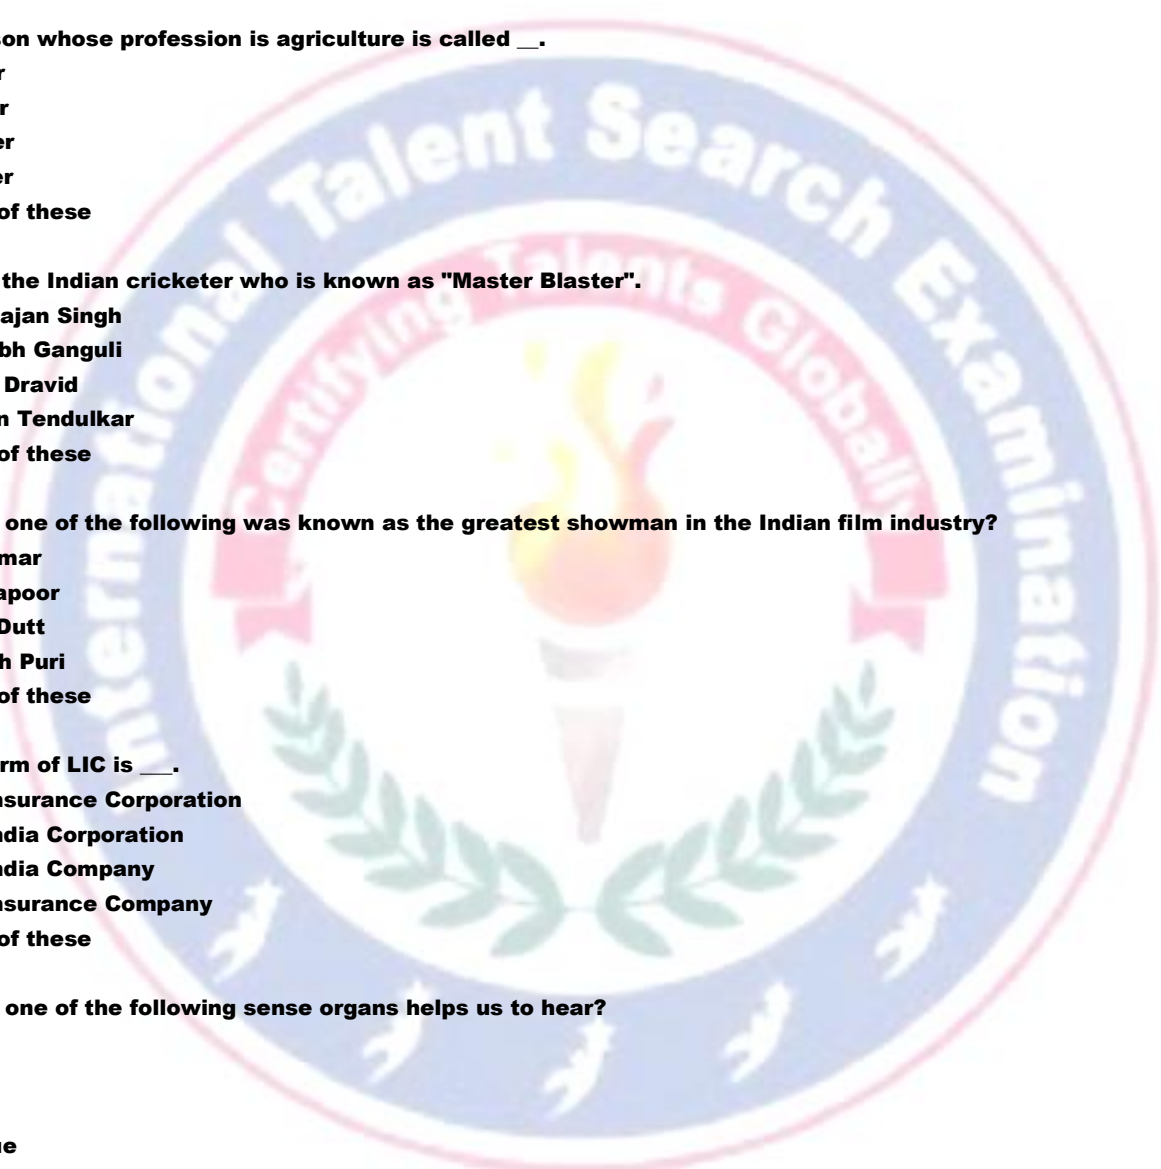 son whose profession is agriculture is called __.
r
r
er
er
of these
the Indian cricketer who is known as "Master Blaster".
ajan Singh
bh Ganguli
Dravid
n Tendulkar
of these
one of the following was known as the greatest showman in the Indian film industry?
mar
apoor
Dutt
h Puri
of these
rm of LIC is ___.
nsurance Corporation
ndia Corporation
ndia Company
nsurance Company
of these
one of the following sense organs helps us to hear?
ue
International Talent Search Examination
Certifying Talents Globally